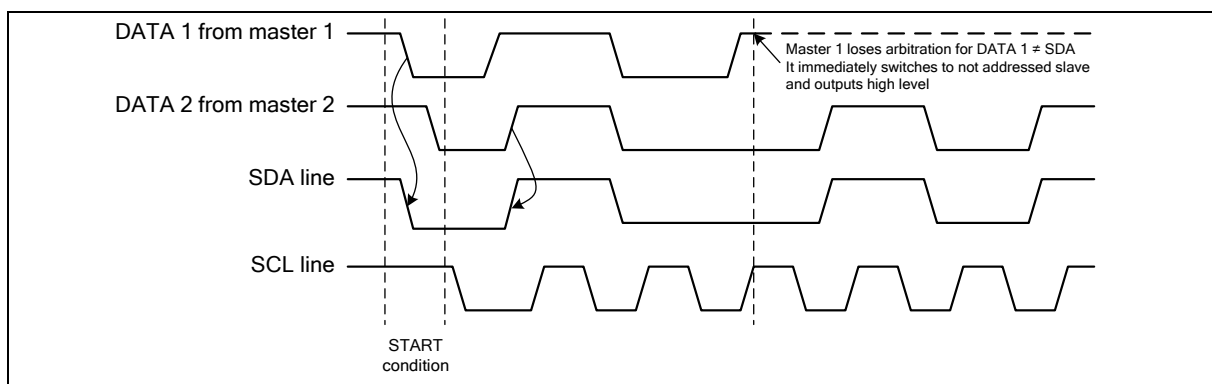 DATA 1 from master 1
Master 1 loses arbitration for DATA 1 ≠ SDA
It immediately switches to not addressed slave
and outputs high level
DATA 2 from master 2
SDA line
SCL line
START
condition